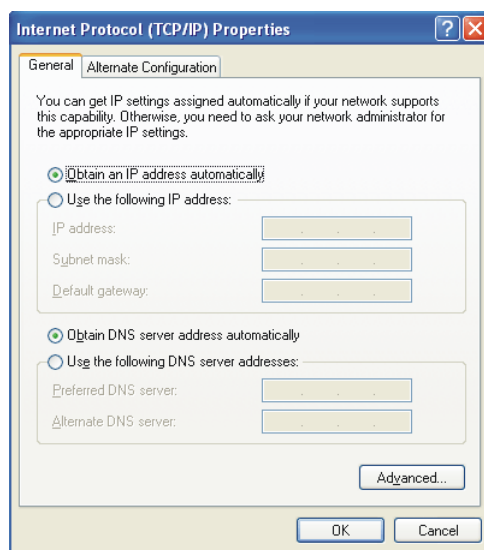 Internet Protocol (TCP/IP) Properties
General
Alternate Configuration
You can get IP settings assigned automatically if your network supports
this capability. Otherwise, you need to ask your network administrator for
the appropriate IP settings.
Obtain an IP address automatically
Use the following IP address:
IP address:
Subnet mask:
Default gateway:
Obtain DNS server address automatically
Use the following DNS server addresses:
Preferred DNS server:
Alternate DNS server:
Advanced...
OK
Cancel